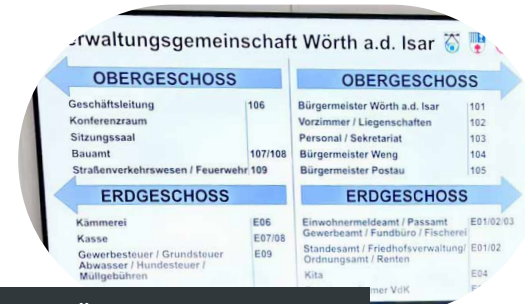 Verwaltungsgemeinschaft Wörth a.d. Isar
OBERGESCHOSS
Geschäftsleitung 106
Konferenzraum
Sitzungssaal
Bauamt 107/108
Straßenverkehrswesen / Feuerwehr 109
ERDGESCHOSS
Kämmerei E06
Kasse E07/08
Gewerbesteuer / Grundsteuer E09
Abwasser / Hundesteuer /
Müllgebühren
OBERGESCHOSS
Bürgermeister Wörth a.d. Isar 101
Vorzimmer / Liegenschaften 102
Personal / Sekretariat 103
Bürgermeister Weng 104
Bürgermeister Postau 105
ERDGESCHOSS
Einwohnermeldeamt / Passamt E01/02/03
Gewerbeamt / Fundbüro / Fischerei
Standesamt / Friedhofsverwaltung/ E01/02
Ordnungsamt / Renten
Kita E04
VdK